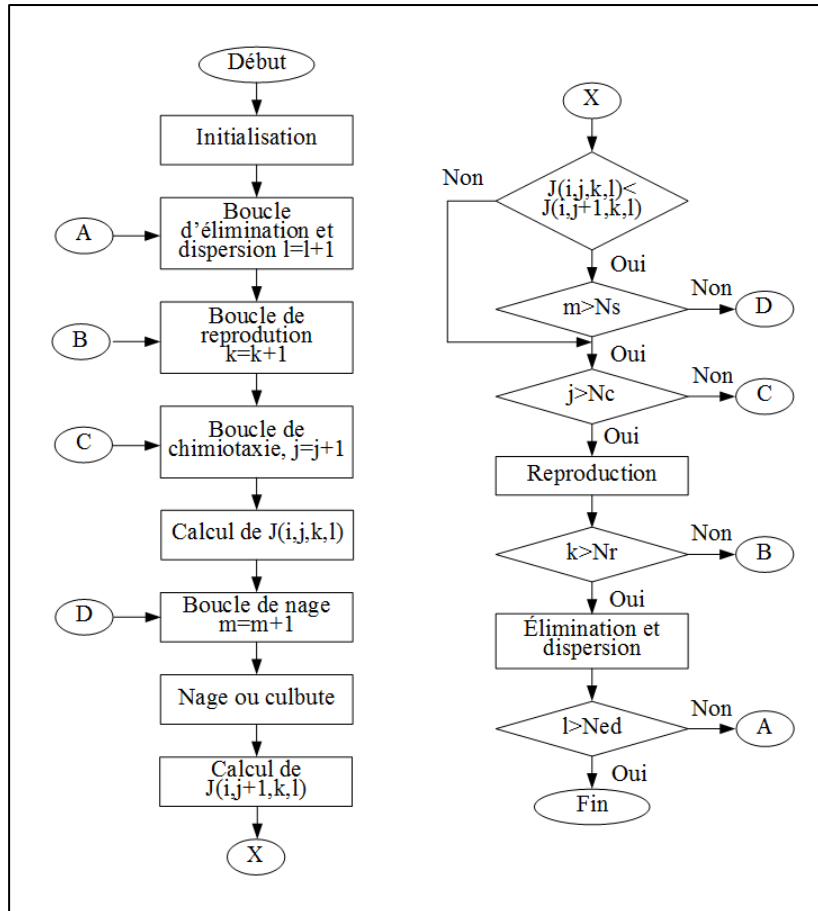 Début
Initialisation
A
Boucle
d'élimination et
dispersion l=l+1
B
Boucle de
reprodution
k=k+1
C
Boucle de
chimiotaxie, j=j+1
Calcul de J(i,j,k,l)
D
Boucle de nage
m=m+1
Nage ou culbute
Calcul de
J(i,j+1,k,l)
X
X
Non
J(i,j,k,l)<
J(i,j+1,k,l)
Oui
m>Ns
Non
D
Oui
j>Nc
Non
C
Oui
Reproduction
k>Nr
Non
B
Oui
Élimination et
dispersion
l>Ned
Non
A
Oui
Fin